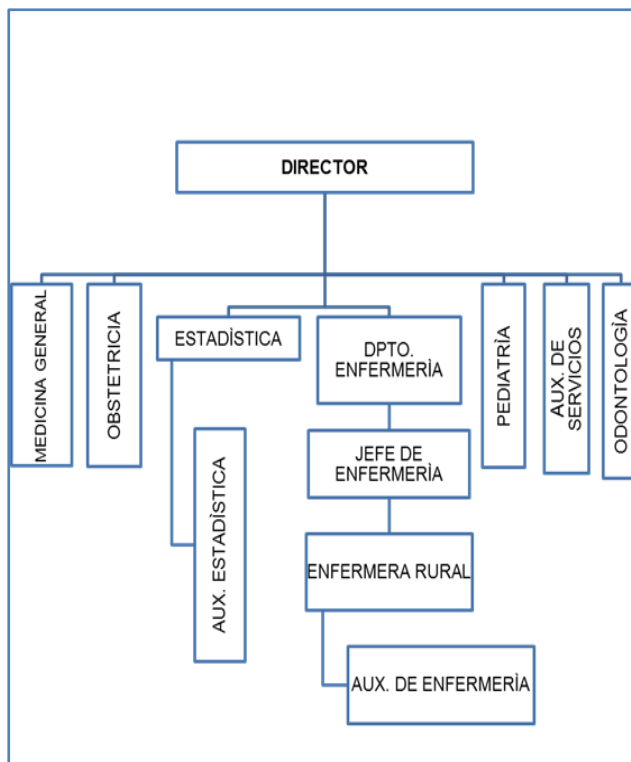 DIRECTOR
MEDICINA GENERAL
OBSTETRICIA
ESTADÌSTICA
DPTO.
ENFERMERÌA
PEDIATRÌA
AUX. DE
SERVICIOS
ODONTOLOGÌA
AUX. ESTADÌSTICA
JEFE DE
ENFERMERÌA
ENFERMERA RURAL
AUX. DE ENFERMERÌA